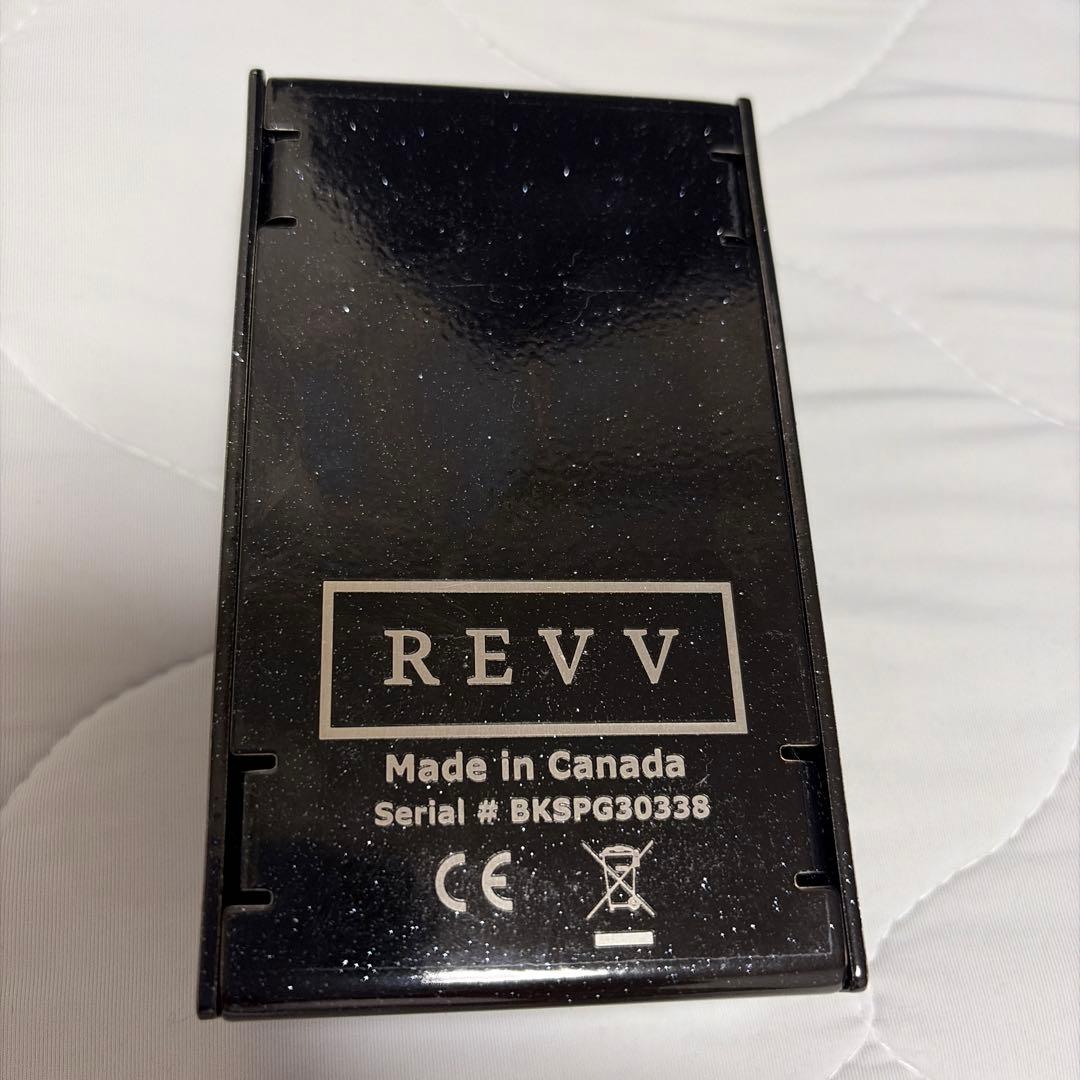 REVV
Made in Canada
Serial # BKSPG30338
CE